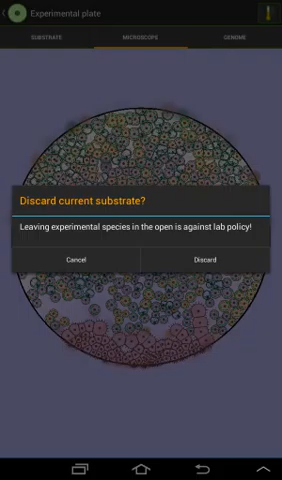 Experimental plate
SUBSTRATE
MICROSCOPE
GENOME
Discard current substrate?
Leaving experimental species in the open is against lab policy!
Cancel
Discard